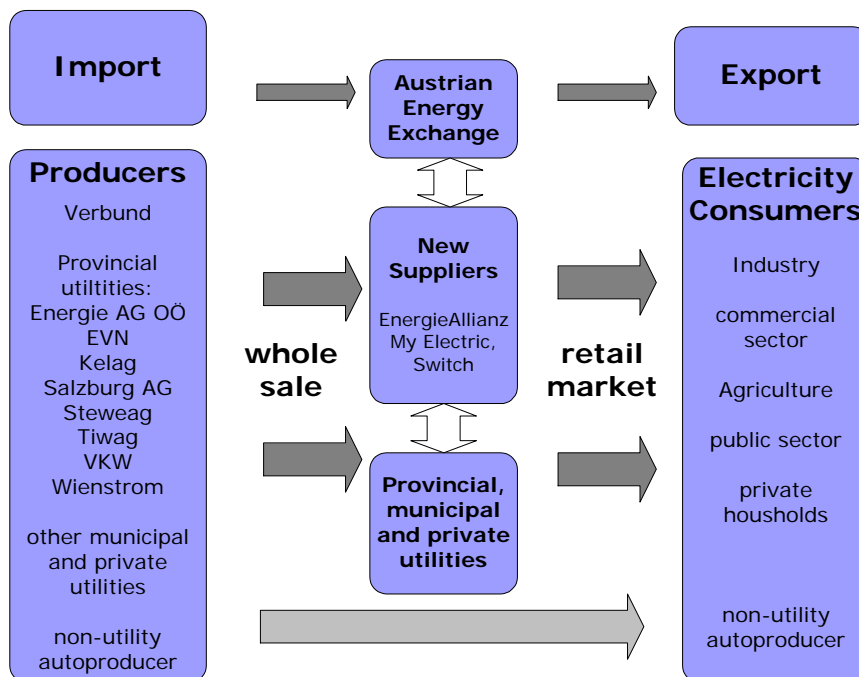 Import
Producers
Verbund
Provincial
utiltities:
Energie AG OÖ
EVN
Kelag
Salzburg AG
Steweag
Tiwag
VKW
Wienstrom
other municipal
and private
utilities
non-utility
autoproducer
whole
sale
Austrian
Energy
Exchange
New
Suppliers
EnergieAllianz
My Electric,
Switch
Provincial,
municipal
and private
utilities
retail
market
Export
Electricity
Consumers
Industry
commercial
sector
Agriculture
public sector
private
housholds
non-utility
autoproducer